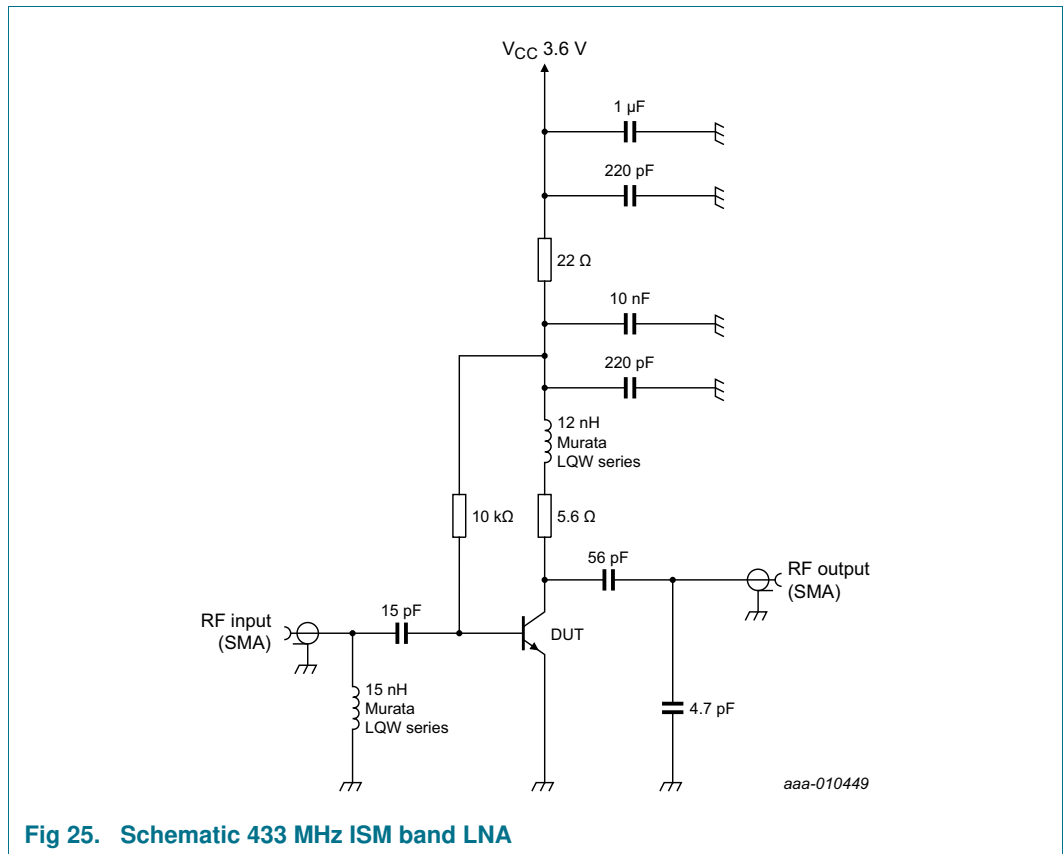 VCC 3.6 V
1 µF
220 pF
22 Ω
10 nF
220 pF
12 nH
Murata
LQW series
10 kΩ
5.6 Ω
56 pF
RF output
(SMA)
15 pF
RF input
(SMA)
DUT
15 nH
Murata
LQW series
4.7 pF
aaa-010449
Fig 25. Schematic 433 MHz ISM band LNA